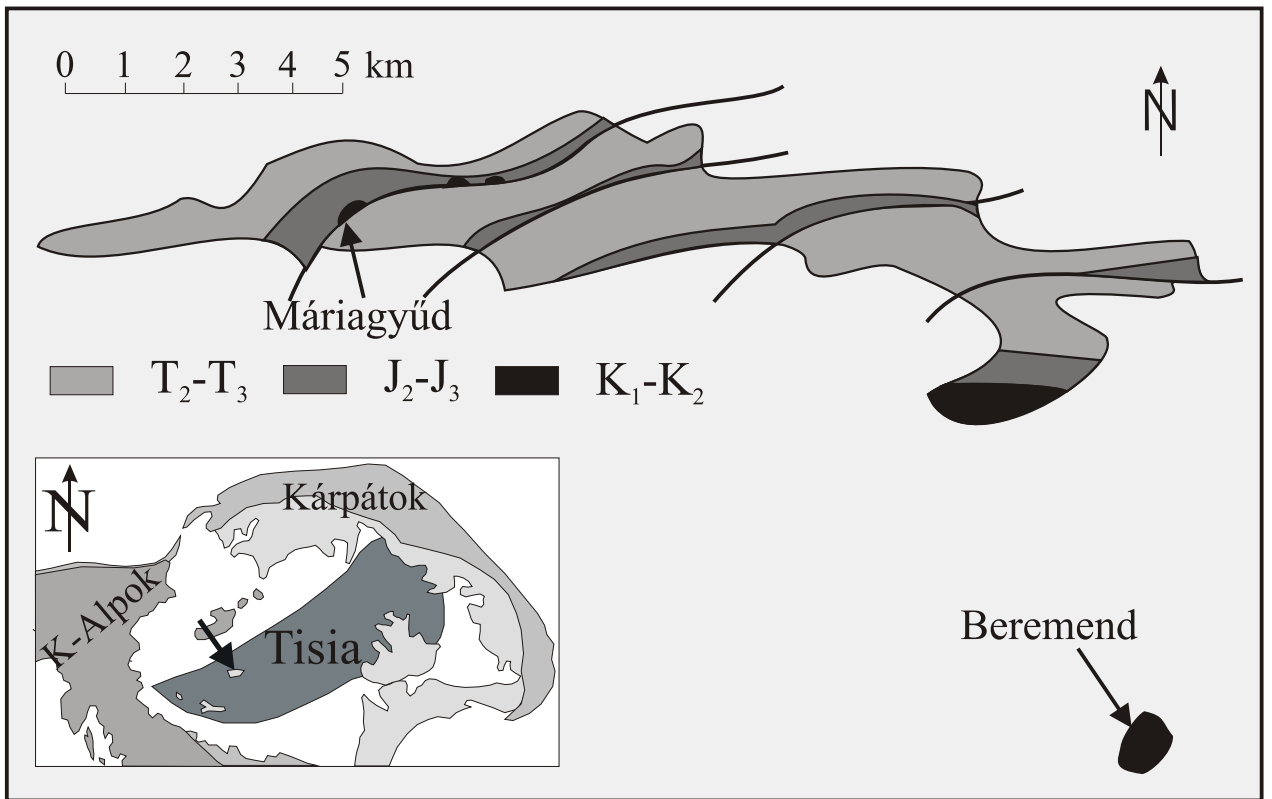 0 1 2 3 4 5 km
N
Máriagyűd
T₂-T₃ J₂-J₃ K₁-K₂
N
Kárpátok
K-Alpok
Tisia
Beremend